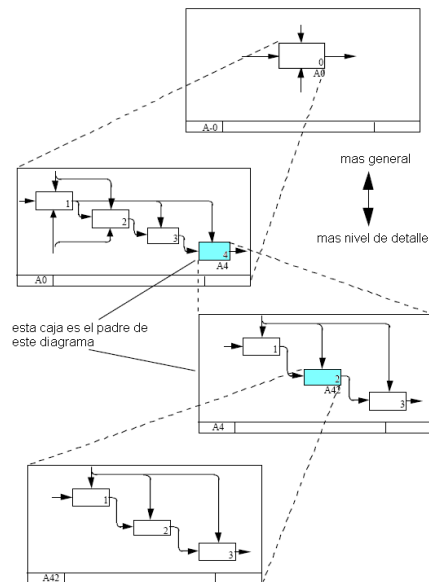 0
A0
A-0
mas general
mas nivel de detalle
1
2
3
4
A4
A0
esta caja es el padre de
este diagrama
1
2
A42
3
A4
1
2
3
A42